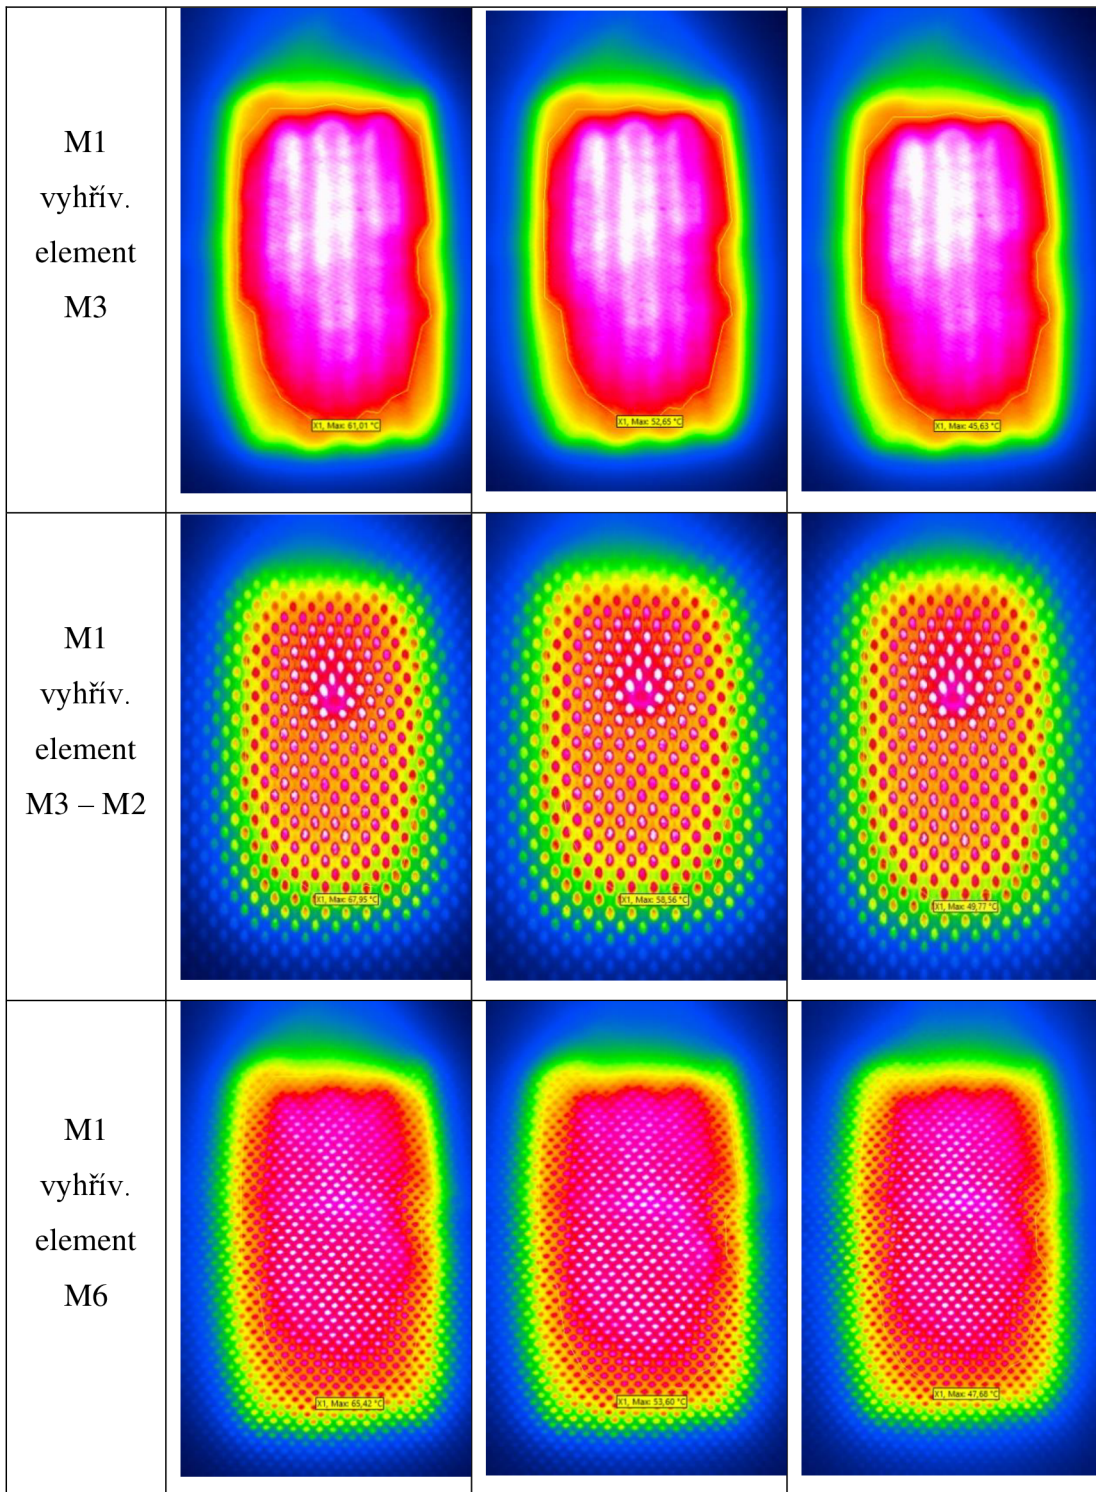 M1
vyhřív.
element
M3
X1, Max: 61,01 °C
X1, Max: 52,65 °C
X1, Max: 45,63 °C
M1
vyhřív.
element
M3 – M2
X1, Max: 67,95 °C
X1, Max: 58,56 °C
X1, Max: 49,77 °C
M1
vyhřív.
element
M6
X1, Max: 65,42 °C
X1, Max: 53,60 °C
X1, Max: 47,68 °C